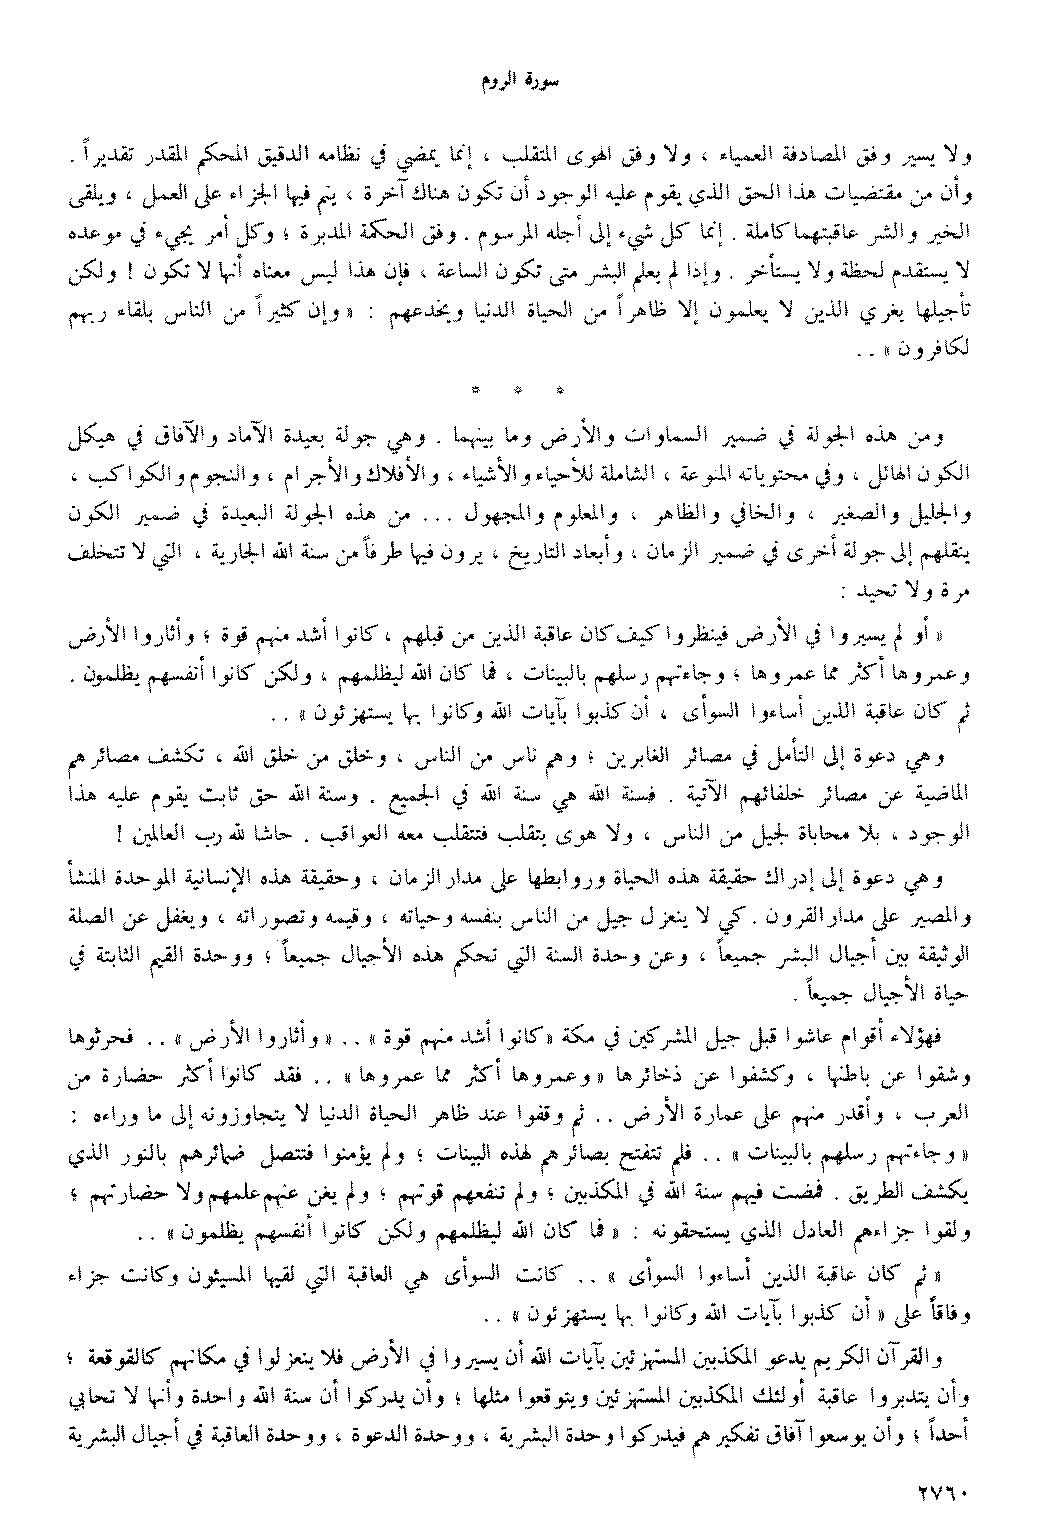 سورة الروم
ولا يسير وفق المصادفة العمياء ، ولا وفق الهوى المتقلب ، إنما يمضي في نظامه الدقيق المحكم المقدر تقديراً .
وأن من مقتضيات هذا الحق الذي يقوم عليه الوجود أن تكون هناك آخرة ، يتم فيها الجزاء على العمل ، ويلقى
الخير والشر عاقبتهما كاملة . إنما كل شيء إلى أجله المرسوم . وفق الحكمة المدبرة ؛ وكل أمر يجيء في موعده
لا يستقدم لحظة ولا يستأخر . وإذا لم يعلم البشر متى تكون الساعة ، فإن هذا ليس معناه أنها لا تكون ! ولكن
تأجيلها يغري الذين لا يعلمون إلا ظاهراً من الحياة الدنيا ويخدعهم : « وإن كثيراً من الناس بلقاء ربهم
لكافرون » ..
* * *
ومن هذه الجولة في ضمير السماوات والأرض وما بينهما . وهي جولة بعيدة الآماد والآفاق في هيكل
الكون الهائل ، وفي محتوياته المنوعة ، الشاملة للأحياء والأشياء ، والأفلاك والأجرام ، والنجوم والكواكب ،
والجليل والصغير ، والخافي والظاهر ، والمعلوم والمجهول ... من هذه الجولة البعيدة في ضمير الكون
ينقلهم إلى جولة أخرى في ضمير الزمان ، وأبعاد التاريخ ، يرون فيها طرفاً من سنة الله الجارية ، التي لا تتخلف
مرة ولا تحيد :
« أو لم يسيروا في الأرض فينظروا كيف كان عاقبة الذين من قبلهم ، كانوا أشد منهم قوة ؛ وأثاروا الأرض
وعمروها أكثر مما عمروها ؛ وجاءتهم رسلهم بالبينات ، فما كان الله ليظلمهم ، ولكن كانوا أنفسهم يظلمون .
ثم كان عاقبة الذين أساءوا السوأى ، أن كذبوا بآيات الله وكانوا بها يستهزئون » ..
وهي دعوة إلى التأمل في مصائر الغابرين ؛ وهم ناس من الناس ، وخلق من خلق الله ، تكشف مصائرهم
الماضية عن مصائر خلفائهم الآتية . فسنة الله هي سنة الله في الجميع . وسنة الله حق ثابت يقوم عليه هذا
الوجود ، بلا محاباة لجيل من الناس ، ولا هوى يتقلب فتتقلب معه العواقب . حاشا لله رب العالمين !
وهي دعوة إلى إدراك حقيقة هذه الحياة وروابطها على مدار الزمان ، وحقيقة هذه الإنسانية الموحدة المنشأ
والمصير على مدار القرون . كي لا ينعزل جيل من الناس بنفسه وحياته ، وقيمه وتصوراته ، ويغفل عن الصلة
الوثيقة بين أجيال البشر جميعاً ، وعن وحدة السنة التي تحكم هذه الأجيال جميعاً ؛ ووحدة القيم الثابتة في
حياة الأجيال جميعاً .
فهؤلاء أقوام عاشوا قبل جيل المشركين في مكة « كانوا أشد منهم قوة » .. « وأثاروا الأرض » .. فحرثوها
وشقوا عن باطنها ، وكشفوا عن ذخائرها « وعمروها أكثر مما عمروها » .. فقد كانوا أكثر حضارة من
العرب ، وأقدر منهم على عمارة الأرض .. ثم وقفوا عند ظاهر الحياة الدنيا لا يتجاوزونه إلى ما وراءه :
« وجاءتهم رسلهم بالبينات » .. فلم تتفتح بصائرهم لهذه البينات ؛ ولم يؤمنوا فتتصل ضمائرهم بالنور الذي
يكشف الطريق . فمضت فيهم سنة الله في المكذبين ؛ ولم تنفعهم قوتهم ؛ ولم يغن عنهم علمهم ولا حضارتهم ؛
ولقوا جزاءهم العادل الذي يستحقونه : « فما كان الله ليظلمهم ولكن كانوا أنفسهم يظلمون » ..
« ثم كان عاقبة الذين أساءوا السوأى » .. كانت السوأى هي العاقبة التي لقيها المسيئون وكانت جزاء
وفاقاً على « أن كذبوا بآيات الله وكانوا بها يستهزئون » ..
والقرآن الكريم يدعو المكذبين المستهزئين بآيات الله أن يسيروا في الأرض فلا ينعزلوا في مكانهم كالقوقعة ؛
وأن يتدبروا عاقبة أولئك المكذبين المستهزئين ويتوقعوا مثلها ؛ وأن يدركوا أن سنة الله واحدة وأنها لا تحابي
أحداً ؛ وأن يوسعوا آفاق تفكيرهم فيدركوا وحدة البشرية ، ووحدة الدعوة ، ووحدة العاقبة في أجيال البشرية
٢٧٦٠